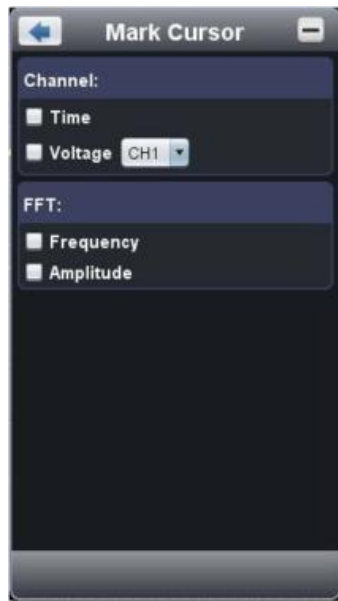 Mark Cursor
Channel:
Time
Voltage CH1
FFT:
Frequency
Amplitude